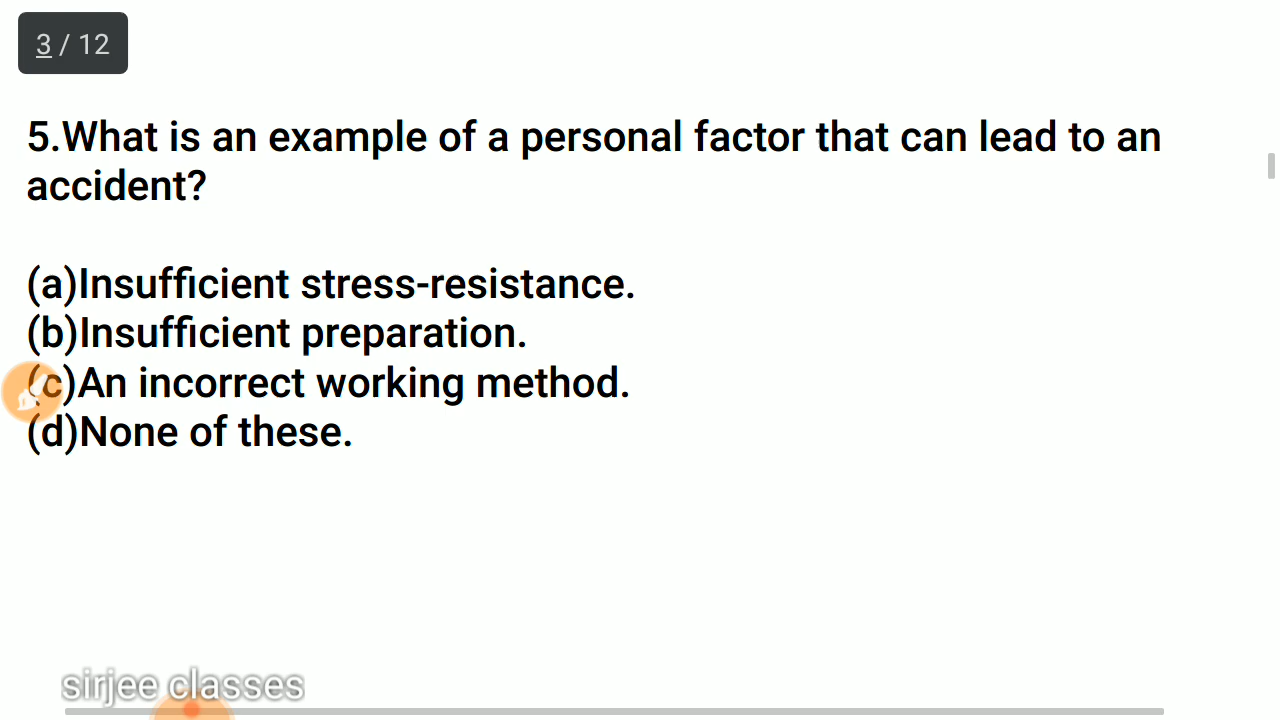 3 / 12
5.What is an example of a personal factor that can lead to an
accident?
(a)Insufficient stress-resistance.
(b)Insufficient preparation.
(c)An incorrect working method.
(d)None of these.
sirjee classes